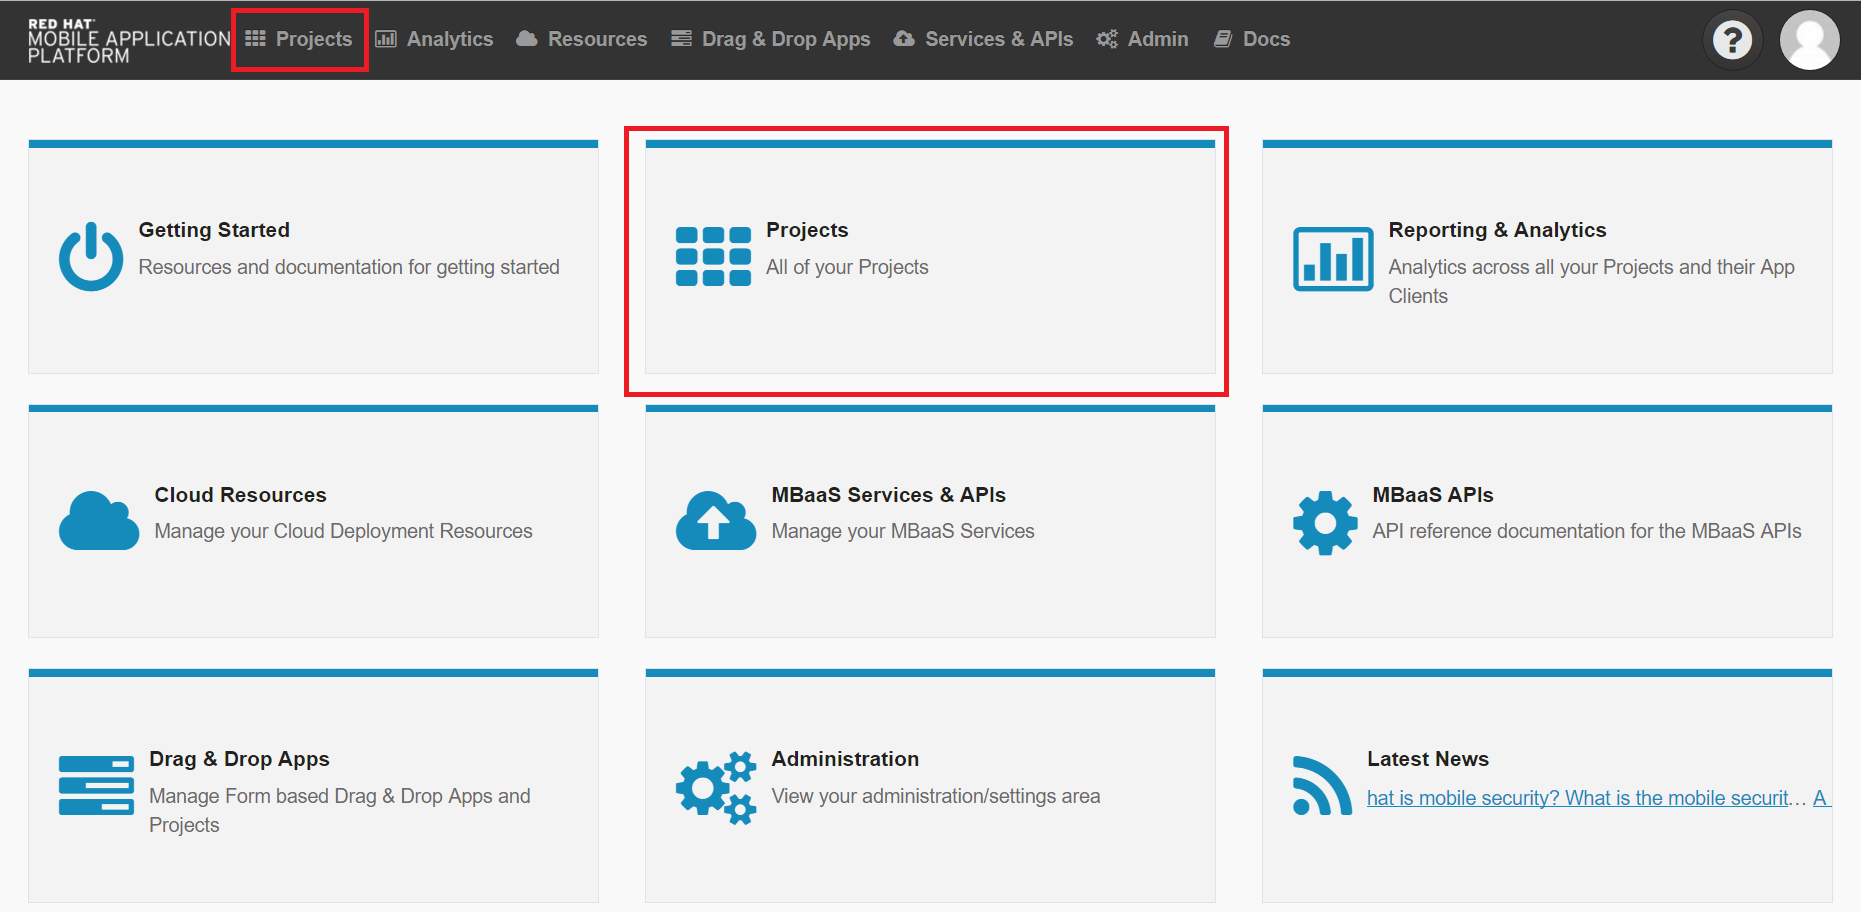 RED HAT
MOBILE APPLICATION
PLATFORM
Projects
Analytics
Resources
Drag & Drop Apps
Services & APIs
Admin
Docs
?
Getting Started
Resources and documentation for getting started
Projects
All of your Projects
Reporting & Analytics
Analytics across all your Projects and their App
Clients
Cloud Resources
Manage your Cloud Deployment Resources
MBaaS Services & APIs
Manage your MBaaS Services
MBaaS APIs
API reference documentation for the MBaaS APIs
Drag & Drop Apps
Manage Form based Drag & Drop Apps and
Projects
Administration
View your administration/settings area
Latest News
hat is mobile security? What is the mobile securit... A